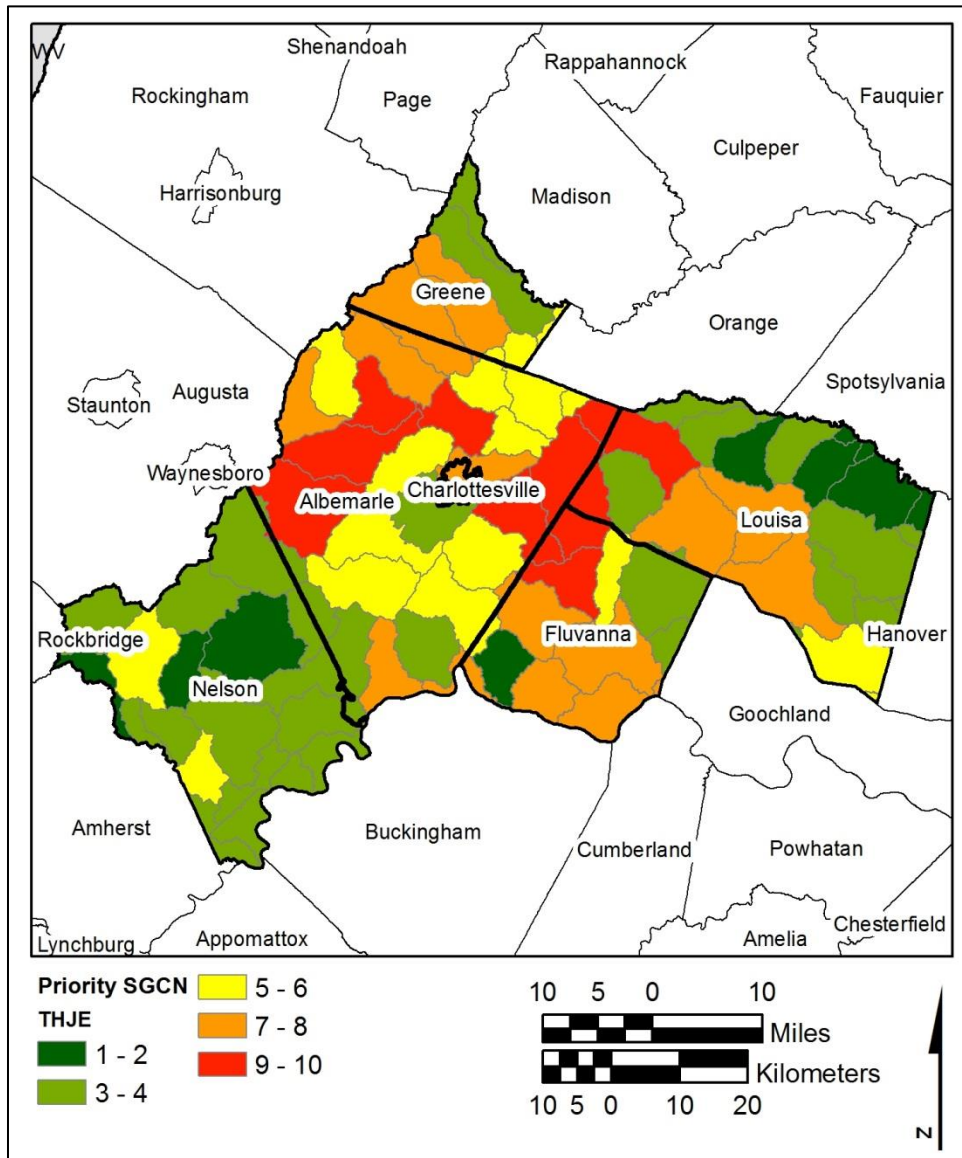 WV
Shenandoah
Rappahannock
Rockingham
Page
Fauquier
Culpeper
Harrisonburg
Madison
Greene
Orange
Spotsylvania
Staunton
Augusta
Waynesboro
Albemarle
Charlottesville
Louisa
Rockbridge
Nelson
Fluvanna
Hanover
Goochland
Amherst
Buckingham
Cumberland
Powhatan
Chesterfield
Lynchburg
Appomattox
Amelia
Priority SGCN
THJE
1 - 2
3 - 4
5 - 6
7 - 8
9 - 10
10 5 0 10
Miles
Kilometers
10 5 0 10 20
N